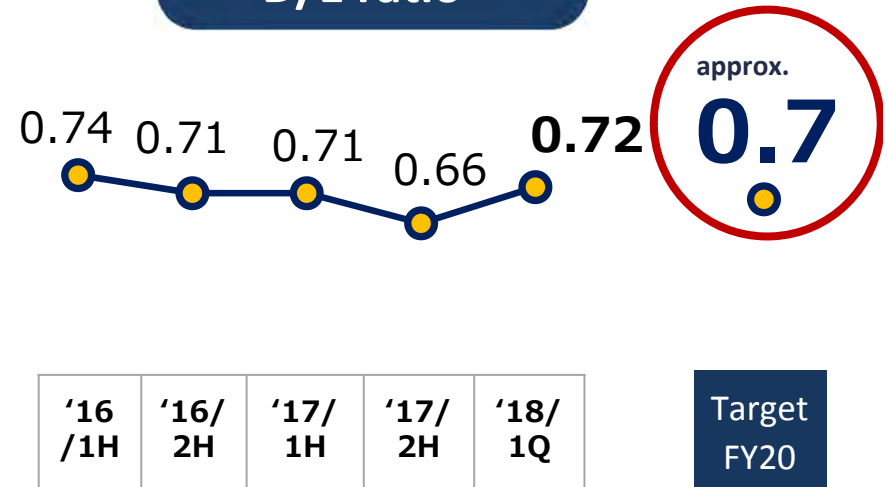 D/E ratio
approx.
0.7
0.74
0.71
0.71
0.66
0.72
‘16
/1H
‘16/
2H
‘17/
1H
‘17/
2H
‘18/
1Q
Target
FY20